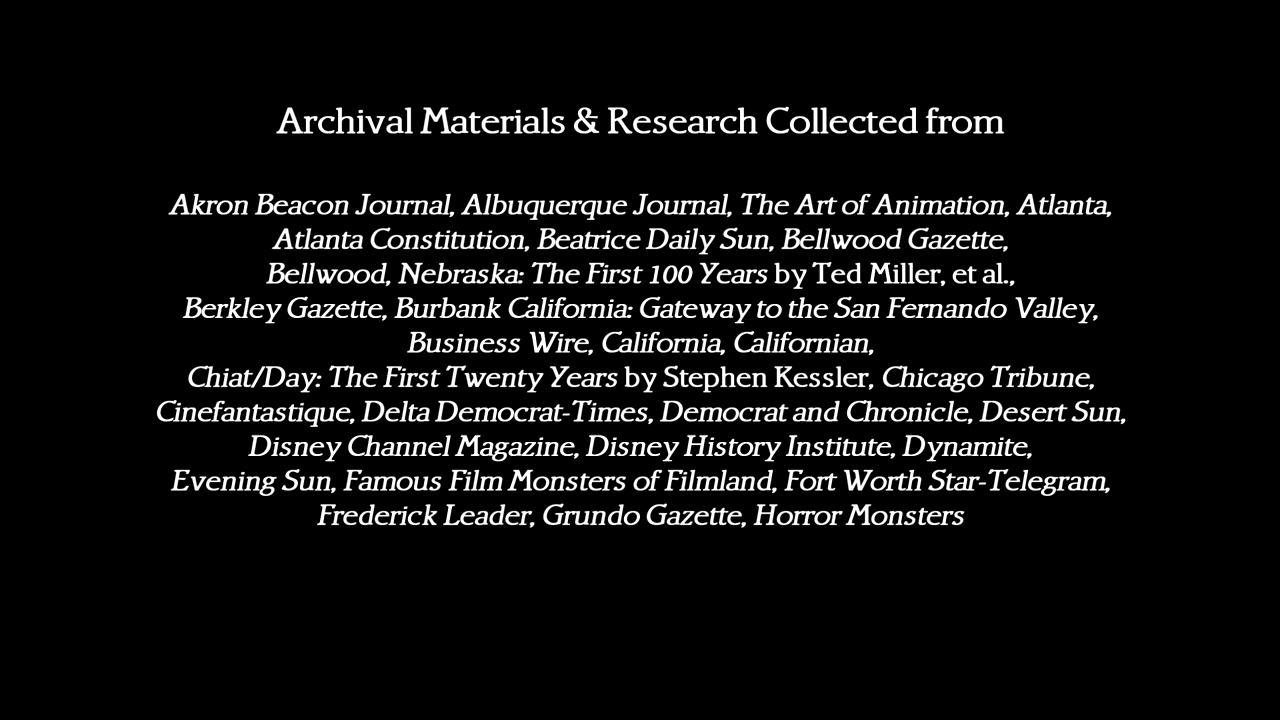 Archival Materials & Research Collected from
Akron Beacon Journal, Albuquerque Journal, The Art of Animation, Atlanta,
Atlanta Constitution, Beatrice Daily Sun, Bellwood Gazette,
Bellwood, Nebraska: The First 100 Years by Ted Miller, et al.,
Berkley Gazette, Burbank California: Gateway to the San Fernando Valley,
Business Wire, California, Californian,
Chiat/Day: The First Twenty Years by Stephen Kessler, Chicago Tribune,
Cinefantastique, Delta Democrat-Times, Democrat and Chronicle, Desert Sun,
Disney Channel Magazine, Disney History Institute, Dynamite,
Evening Sun, Famous Film Monsters of Filmland, Fort Worth Star-Telegram,
Frederick Leader, Grundo Gazette, Horror Monsters